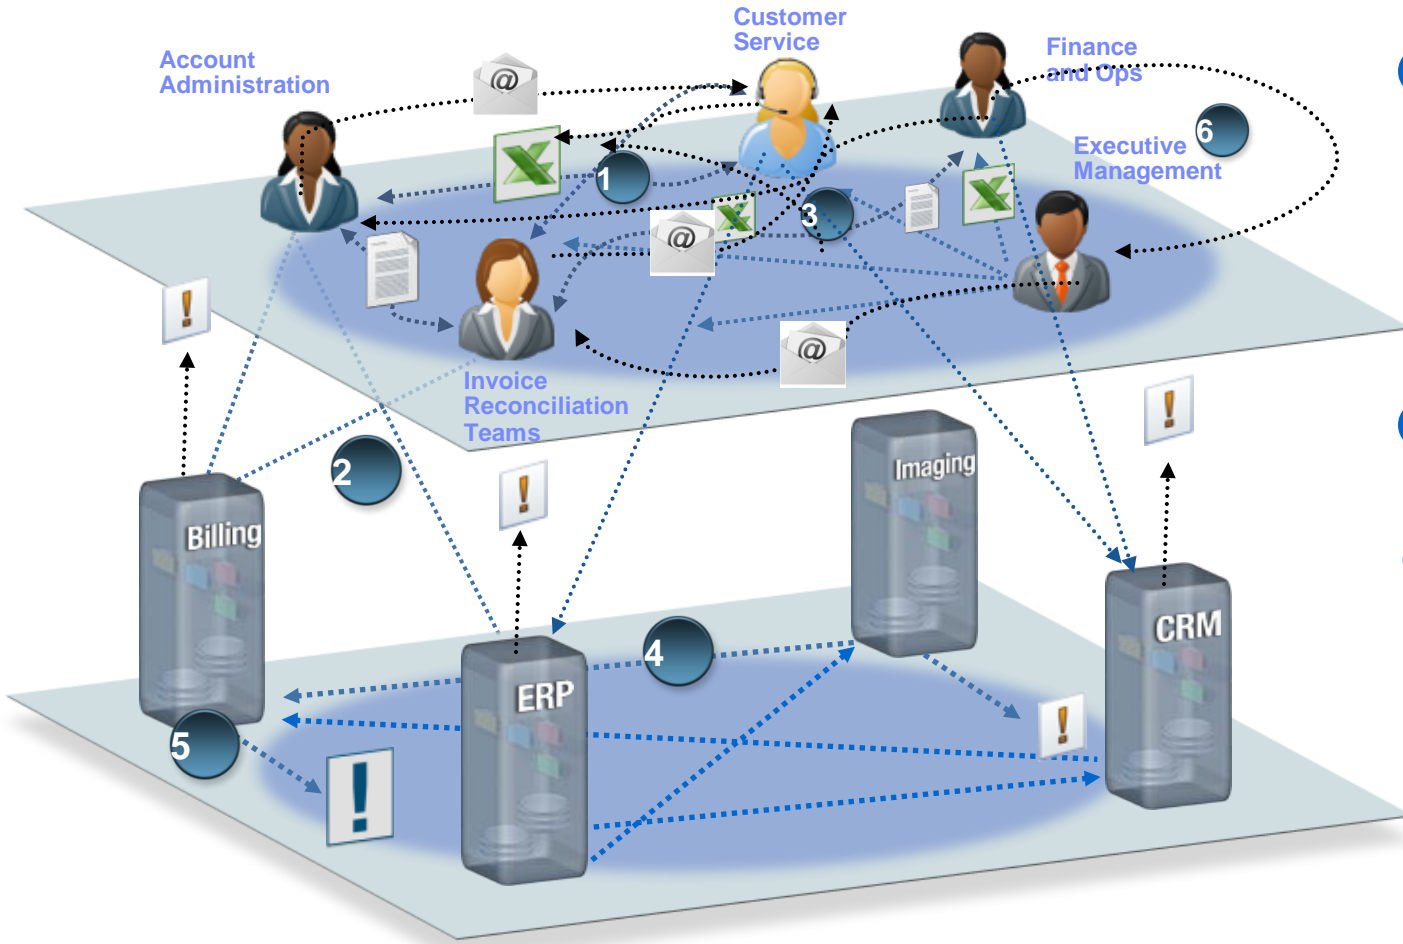 Customer
Service
Finance
and Ops
Account
Administration
@
6
Executive
Management
1
3
@
@
Invoice
Reconciliation
Teams
!
!
!
2
Imaging
Billing
CRM
4
ERP
5
!
!